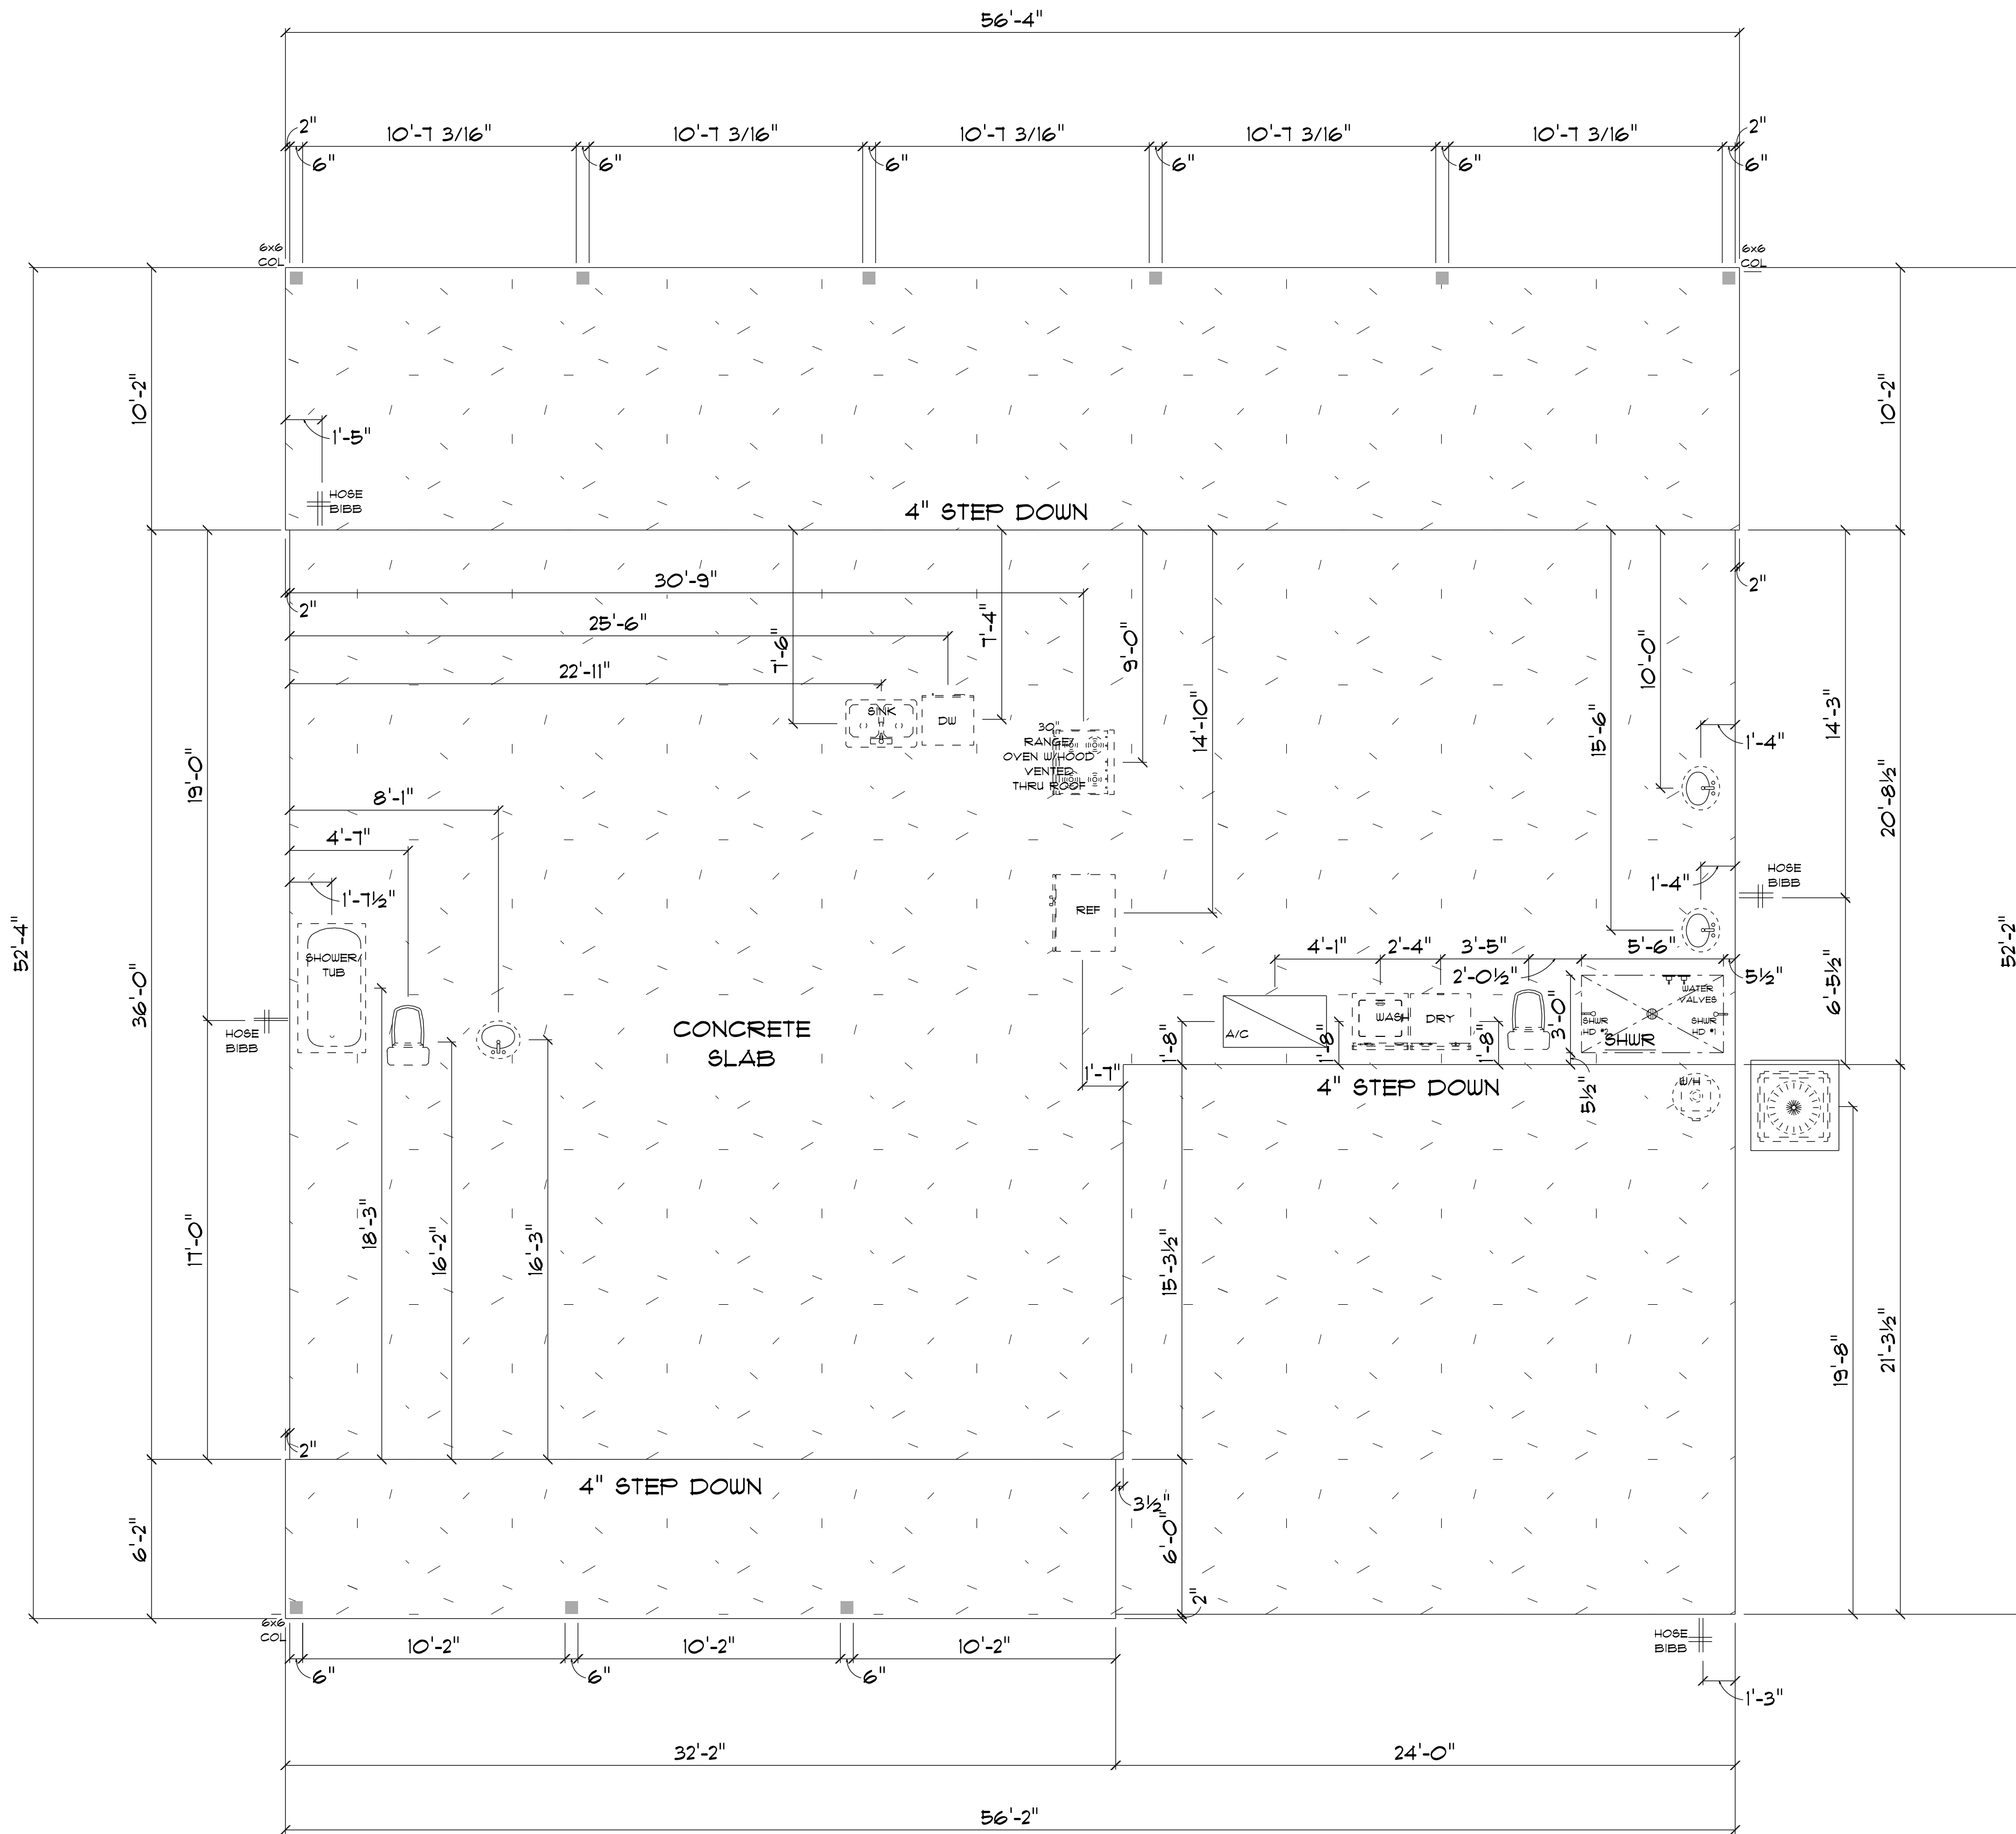 56'-4"
2"
10'-7 3/16"
10'-7 3/16"
10'-7 3/16"
10'-7 3/16"
10'-7 3/16"
2"
6"
6"
6"
6"
6"
6"
6x6
COL
6x6
COL
10'-2"
10'-2"
1'-5"
HOSE
BIBB
4" STEP DOWN
30'-9"
2"
2"
25'-6"
7'-6"
7'-4"
9'-0"
10'-0"
22'-11"
14'-10"
15'-6"
14'-3"
SINK
DW
30"
RANGE/
OVEN W/HOOD
VENTED
THRU ROOF
1'-4"
19'-0"
8'-1"
20'-8½"
4'-7"
1'-7½"
1'-4"
HOSE
BIBB
REF
52'-4"
36'-0"
SHOWER/
TUB
4'-1"
2'-4"
3'-5"
5'-6"
2'-0½"
5½"
52'-2"
6'-5½"
WATER
VALVES
HOSE
BIBB
CONCRETE
SLAB
A/C
WASH
DRY
3'-0"
SHWR
HD #2
SHWR
HD #1
SHWR
1'-8"
1'-8"
1'-8"
1'-7"
4" STEP DOWN
5½"
W/H
17'-0"
18'-3"
16'-2"
16'-3"
15'-3½"
19'-8"
21'-3½"
2"
4" STEP DOWN
3½"
6'-2"
6'-0"
2"
6x6
COL
10'-2"
10'-2"
10'-2"
6"
6"
6"
HOSE
BIBB
1'-3"
32'-2"
24'-0"
56'-2"